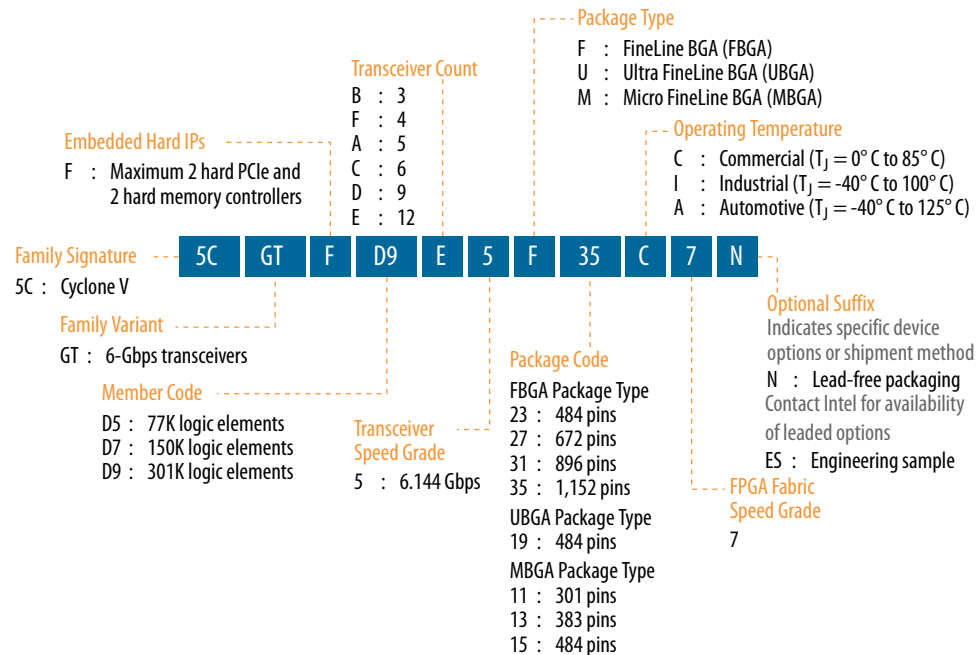 Package Type
F : FineLine BGA (FBGA)
U : Ultra FineLine BGA (UBGA)
M : Micro FineLine BGA (MBGA)
Transceiver Count
B : 3
F : 4
A : 5
C : 6
D : 9
E : 12
Operating Temperature
C : Commercial (TJ = 0° C to 85° C)
I : Industrial (TJ = -40° C to 100° C)
A : Automotive (TJ = -40° C to 125° C)
Embedded Hard IPs
F : Maximum 2 hard PCIe and
2 hard memory controllers
5C GT F D9 E 5 F 35 C 7 N
Family Signature
5C : Cyclone V
Family Variant
GT : 6-Gbps transceivers
Member Code
D5 : 77K logic elements
D7 : 150K logic elements
D9 : 301K logic elements
Transceiver
Speed Grade
5 : 6.144 Gbps
Package Code
FBGA Package Type
23 : 484 pins
27 : 672 pins
31 : 896 pins
35 : 1,152 pins
UBGA Package Type
19 : 484 pins
MBGA Package Type
11 : 301 pins
13 : 383 pins
15 : 484 pins
Optional Suffix
Indicates specific device
options or shipment method
N : Lead-free packaging
Contact Intel for availability
of leaded options
ES : Engineering sample
FPGA Fabric
Speed Grade
7